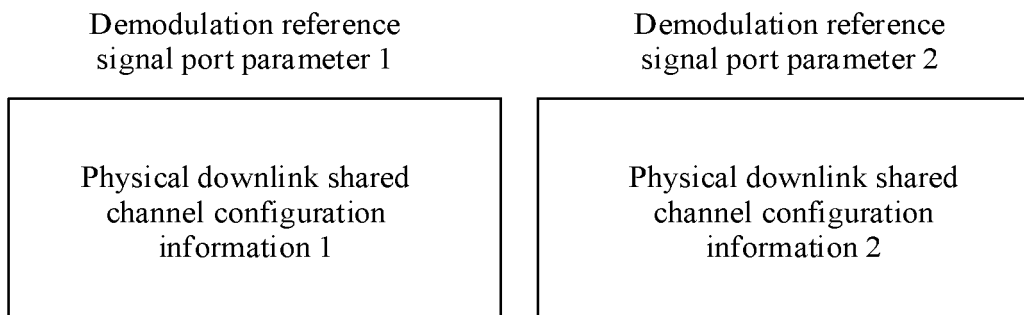 Demodulation reference
signal port parameter 1
Demodulation reference
signal port parameter 2
Physical downlink shared
channel configuration
information 1
Physical downlink shared
channel configuration
information 2